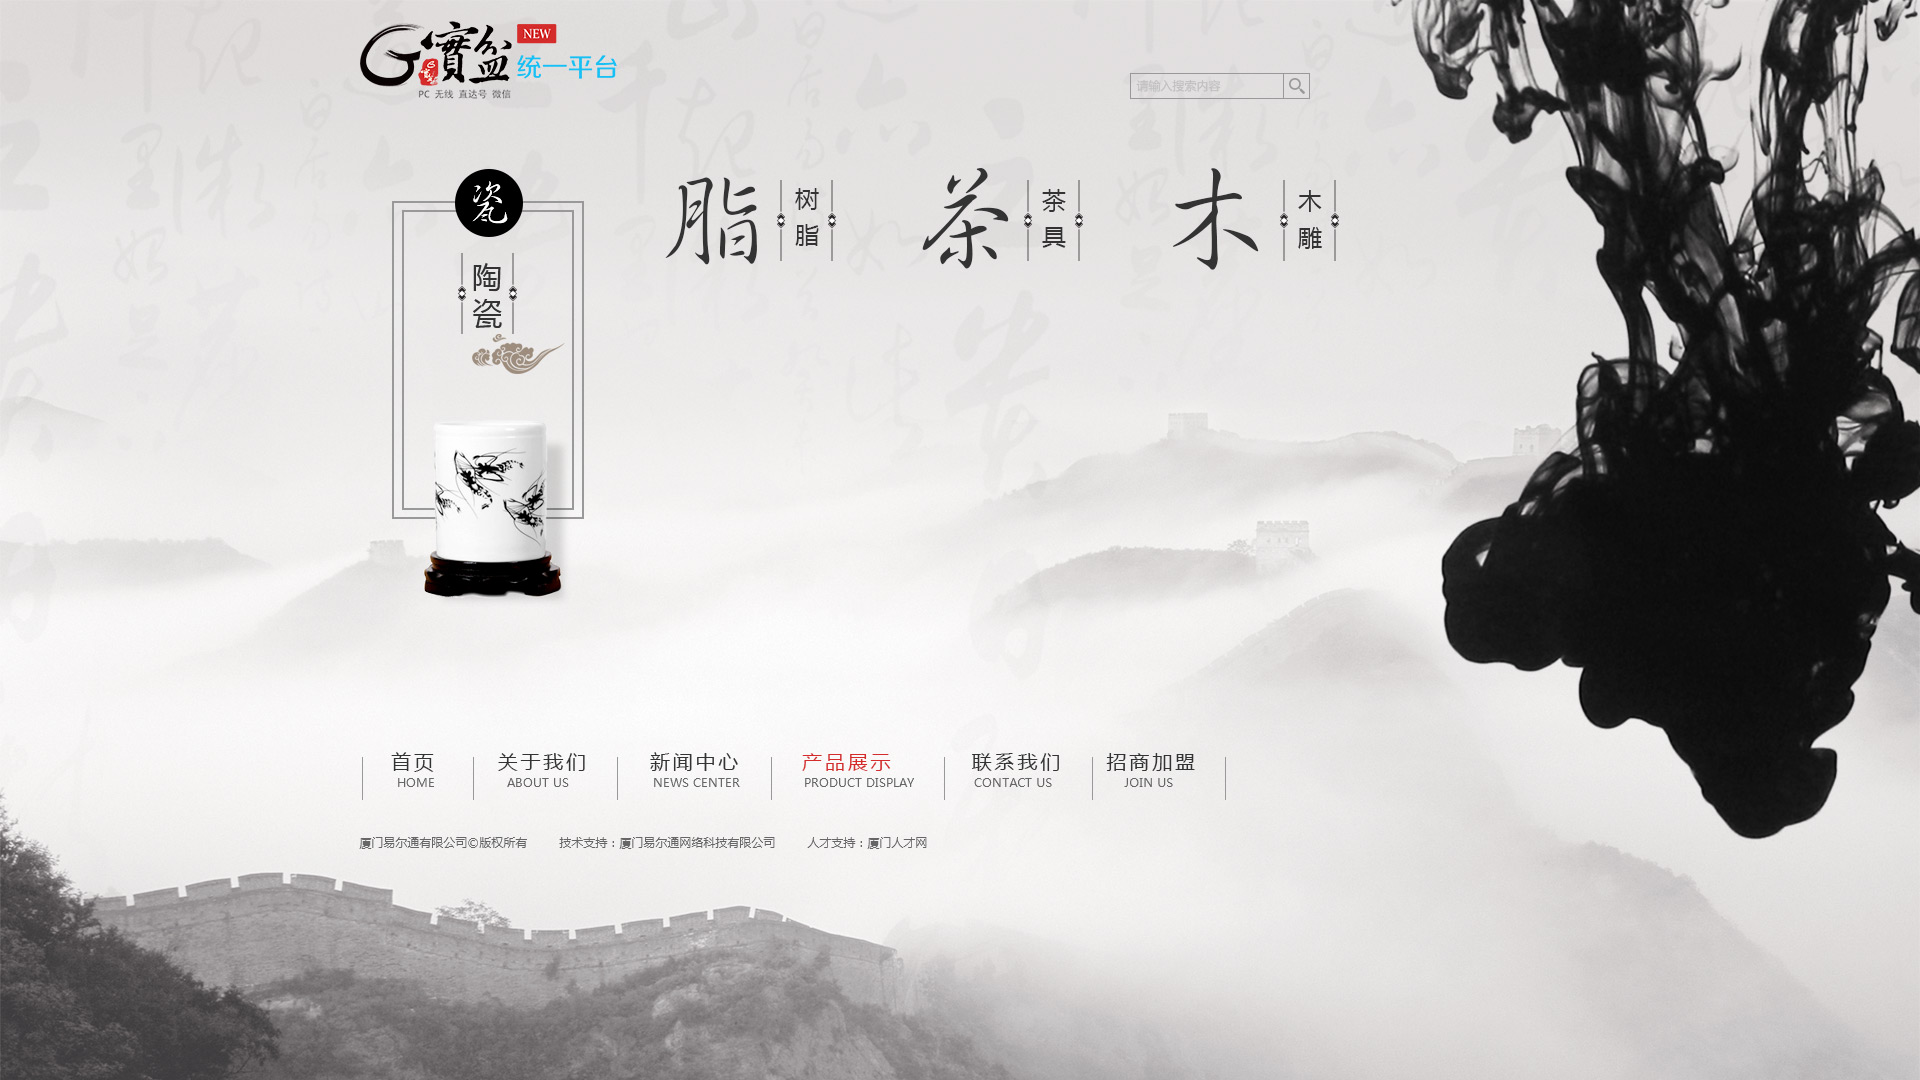 G寶盆
NEW
统一平台
PC 无线 直达号 微信
请输入搜索内容
瓷
陶瓷
脂
树脂
茶
茶具
木
木雕
首页
HOME
关于我们
ABOUT US
新闻中心
NEWS CENTER
产品展示
PRODUCT DISPLAY
联系我们
CONTACT US
招商加盟
JOIN US
厦门易尔通有限公司©版权所有 技术支持：厦门易尔通网络科技有限公司 人才支持：厦门人才网